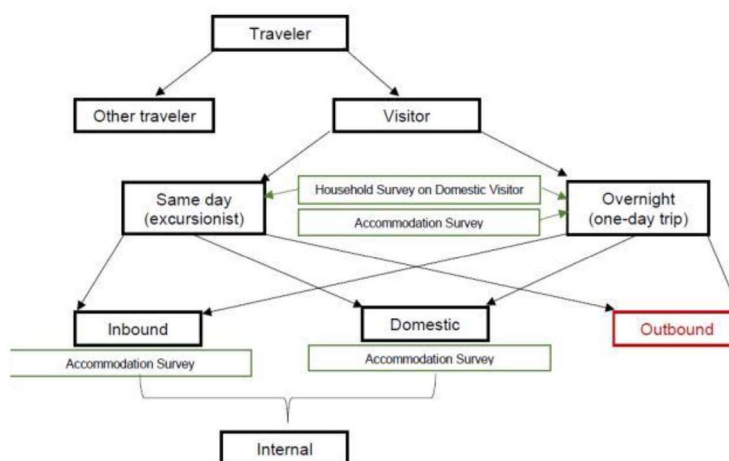 Traveler
Other traveler
Visitor
Same day
(excursionist)
Household Survey on Domestic Visitor
Accommodation Survey
Overnight
(one-day trip)
Inbound
Domestic
Outbound
Accommodation Survey
Accommodation Survey
Internal